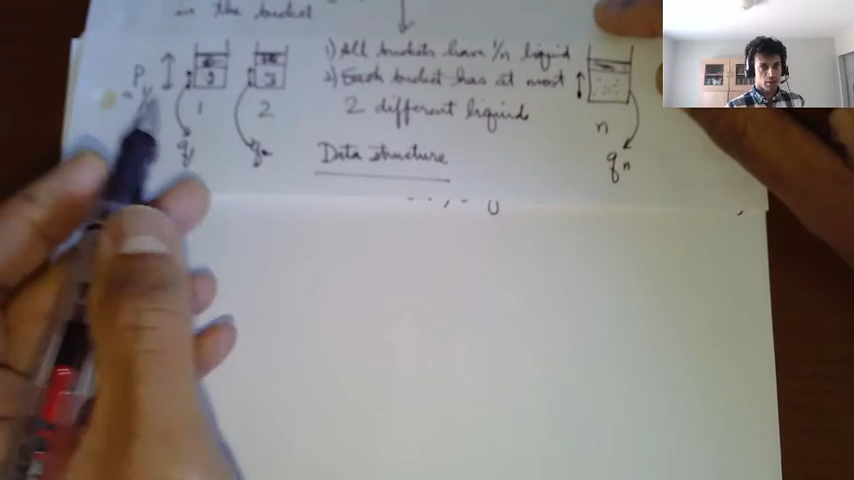 in the bucket
1) All buckets have 1/n liquid
2) Each bucket has at most
2 different liquids
P
1
2
n
q1
q2
qn
Data structure